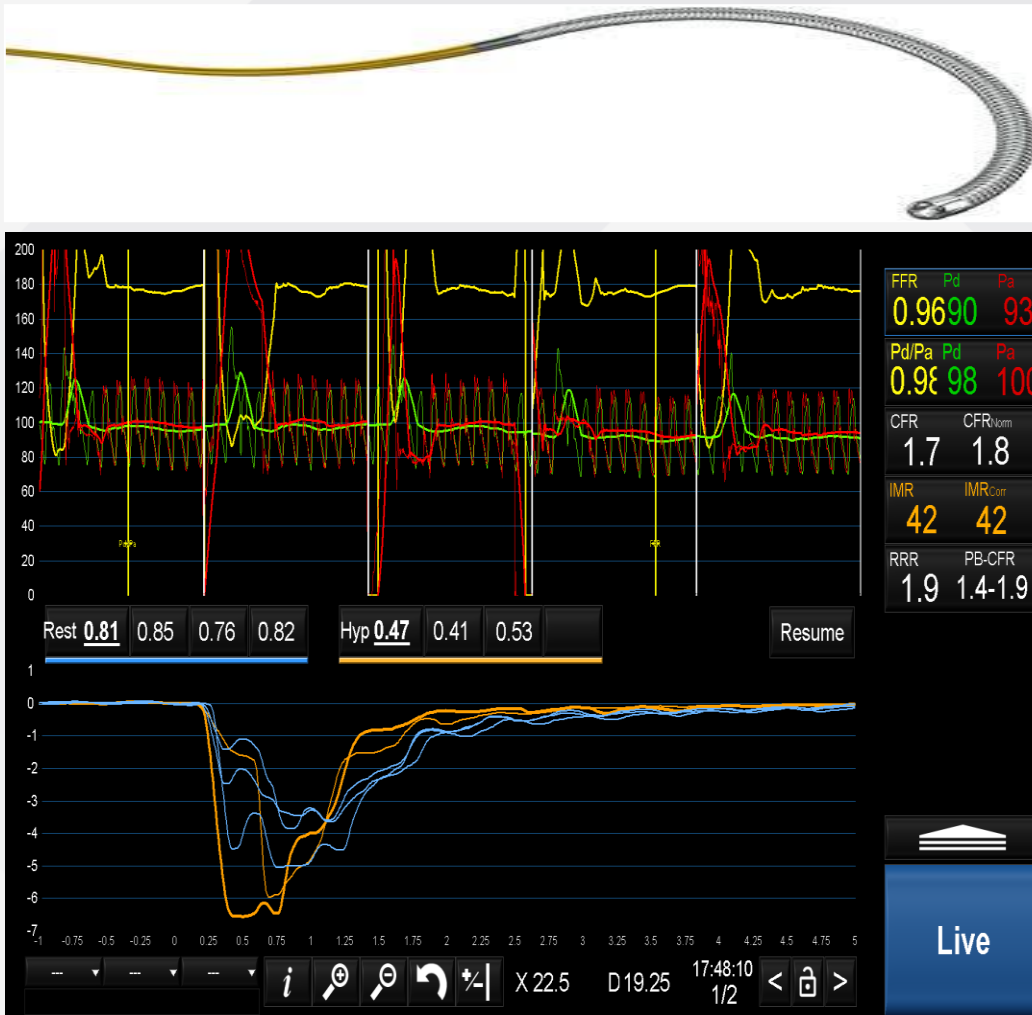 200
180
160
140
120
100
80
60
40
20
0
FFR Pd Pa
0.96 90 93
Pd/Pa Pd Pa
0.98 98 100
CFR CFRNorm
1.7 1.8
IMR IMRCorr
42 42
RRR PB-CFR
1.9 1.4-1.9
Rest 0.81 0.85 0.76 0.82 Hyp 0.47 0.41 0.53 Resume
1
0
-1
-2
-3
-4
-5
-6
-7
-1 -0.75 -0.5 -0.25 0 0.25 0.5 0.75 1 1.25 1.5 1.75 2 2.25 2.5 2.75 3 3.25 3.5 3.75 4 4.25 4.5 4.75 5
--- --- --- i +/- X 22.5 D 19.25 17:48:10 < >
1/2
Live